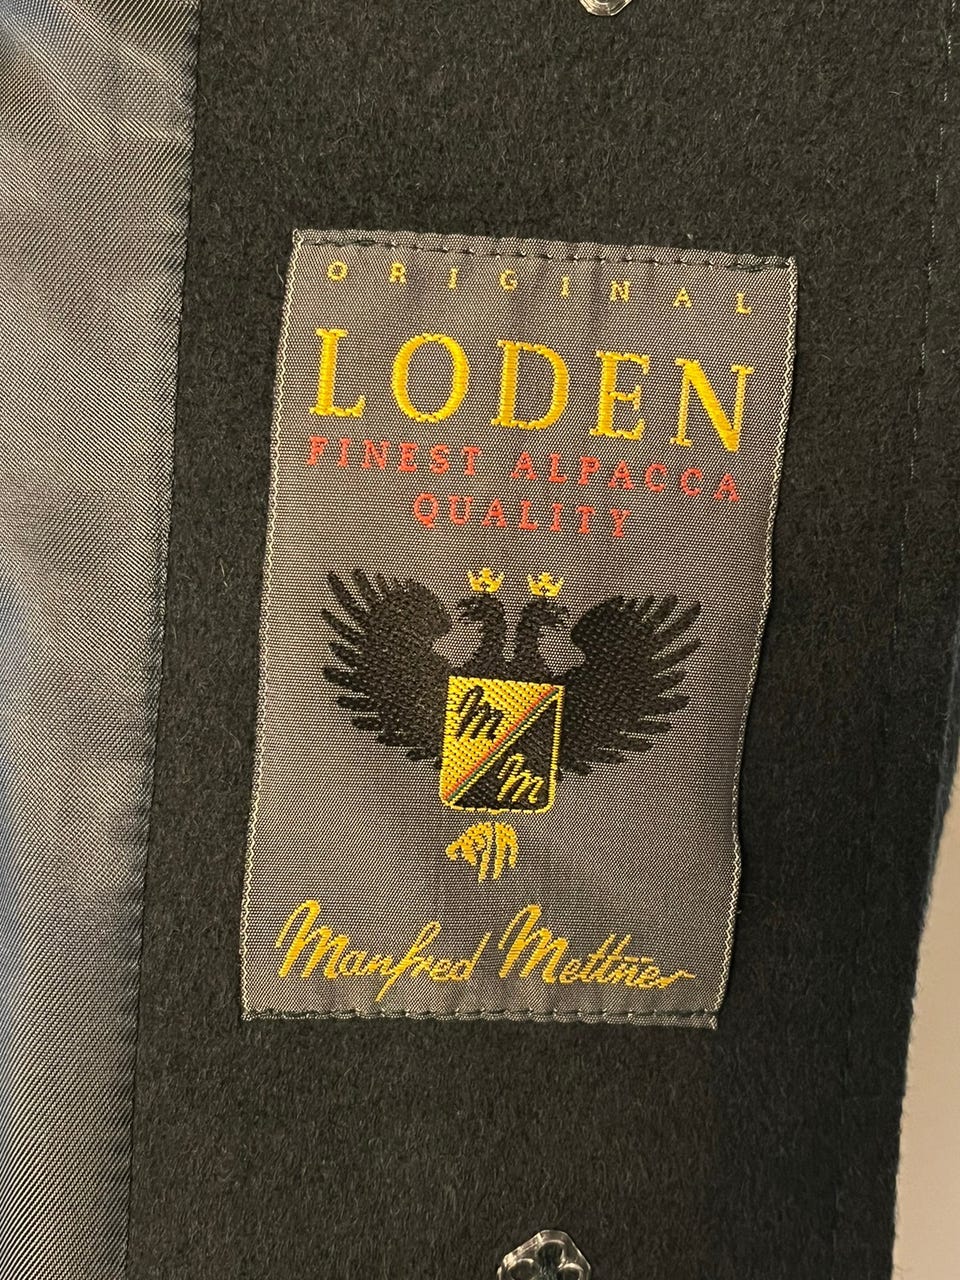 ORIGINAL
LODEN
FINEST ALPACCA
QUALITY
m
m
Manfred Mettner